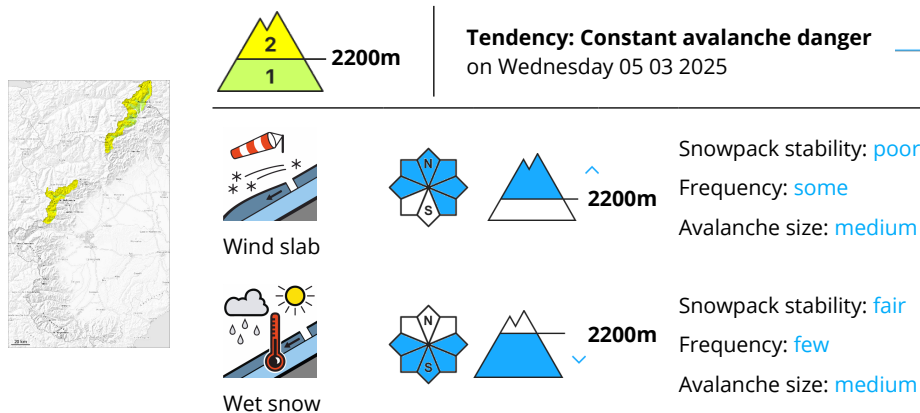 2
1
2200m
Tendency: Constant avalanche danger
on Wednesday 05 03 2025
N
S
2200m
Snowpack stability: poor
Frequency: some
Avalanche size: medium
Wind slab
N
S
2200m
Snowpack stability: fair
Frequency: few
Avalanche size: medium
Wet snow